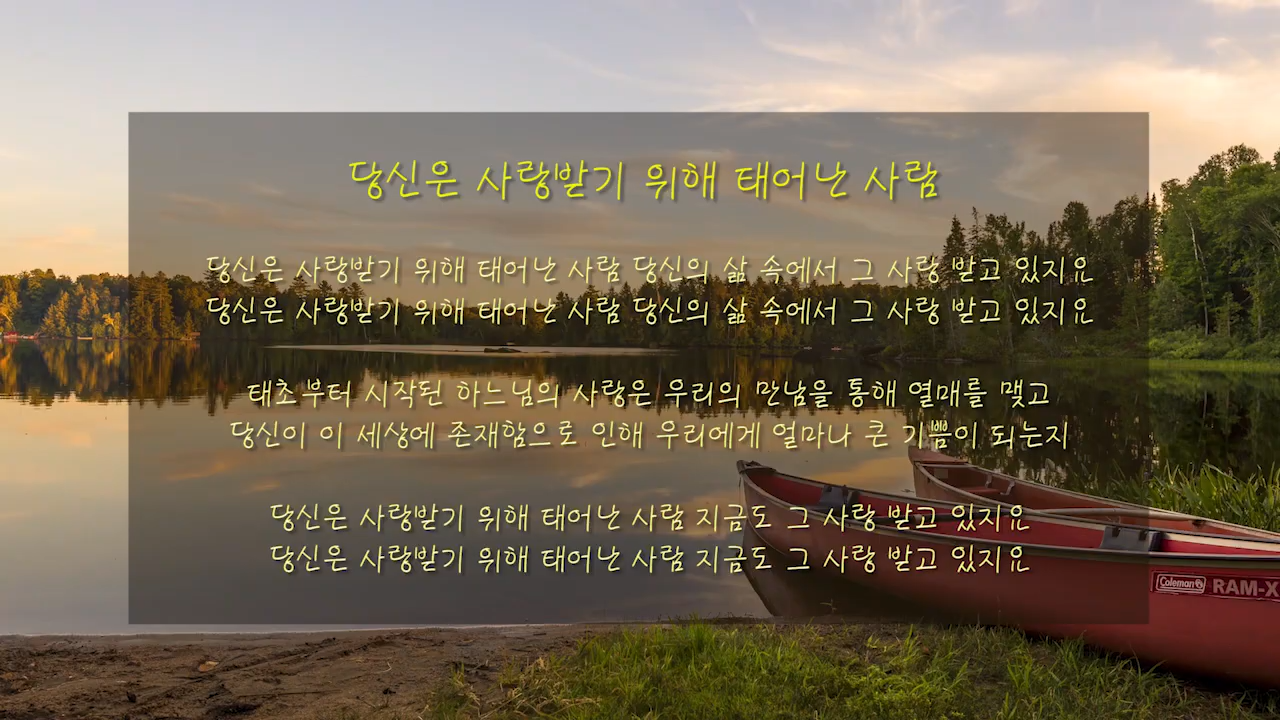 당신은 사랑받기 위해 태어난 사람
당신은 사랑받기 위해 태어난 사람 당신의 삶 속에서 그 사랑 받고 있지요
당신은 사랑받기 위해 태어난 사람 당신의 삶 속에서 그 사랑 받고 있지요
태초부터 시작된 하느님의 사랑은 우리의 만남을 통해 열매를 맺고
당신이 이 세상에 존재함으로 인해 우리에게 얼마나 큰 기쁨이 되는지
당신은 사랑받기 위해 태어난 사람 지금도 그 사랑 받고 있지요
당신은 사랑받기 위해 태어난 사람 지금도 그 사랑 받고 있지요
Coleman RAM-X